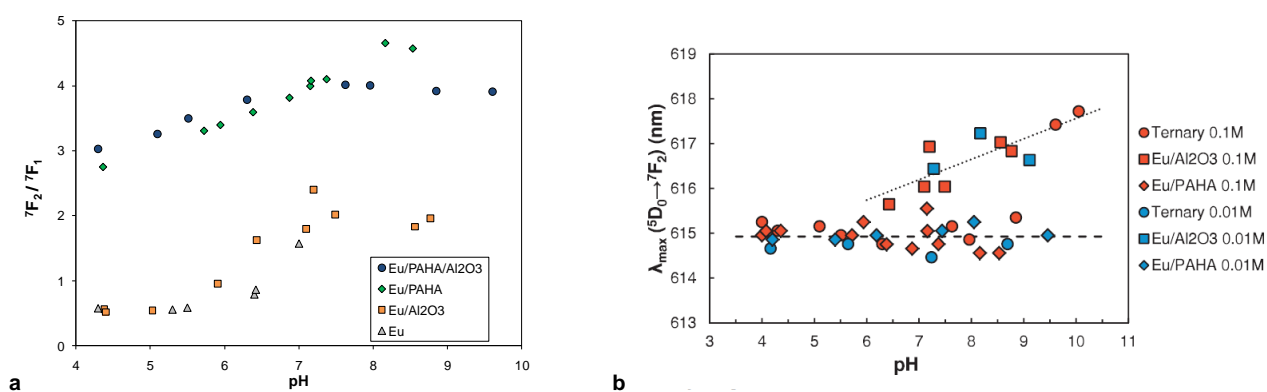 5
4
3
2
1
0
4
5
6
7
8
9
10
pH
⁷F₂ / ⁷F₁
Eu/PAHA/Al2O3
Eu/PAHA
Eu/Al2O3
Eu
a
619
618
617
616
615
614
613
3
4
5
6
7
8
9
10
11
pH
λmax (⁵D₀→⁷F₂) (nm)
Ternary 0.1M
Eu/Al2O3 0.1M
Eu/PAHA 0.1M
Ternary 0.01M
Eu/Al2O3 0.01M
Eu/PAHA 0.01M
b